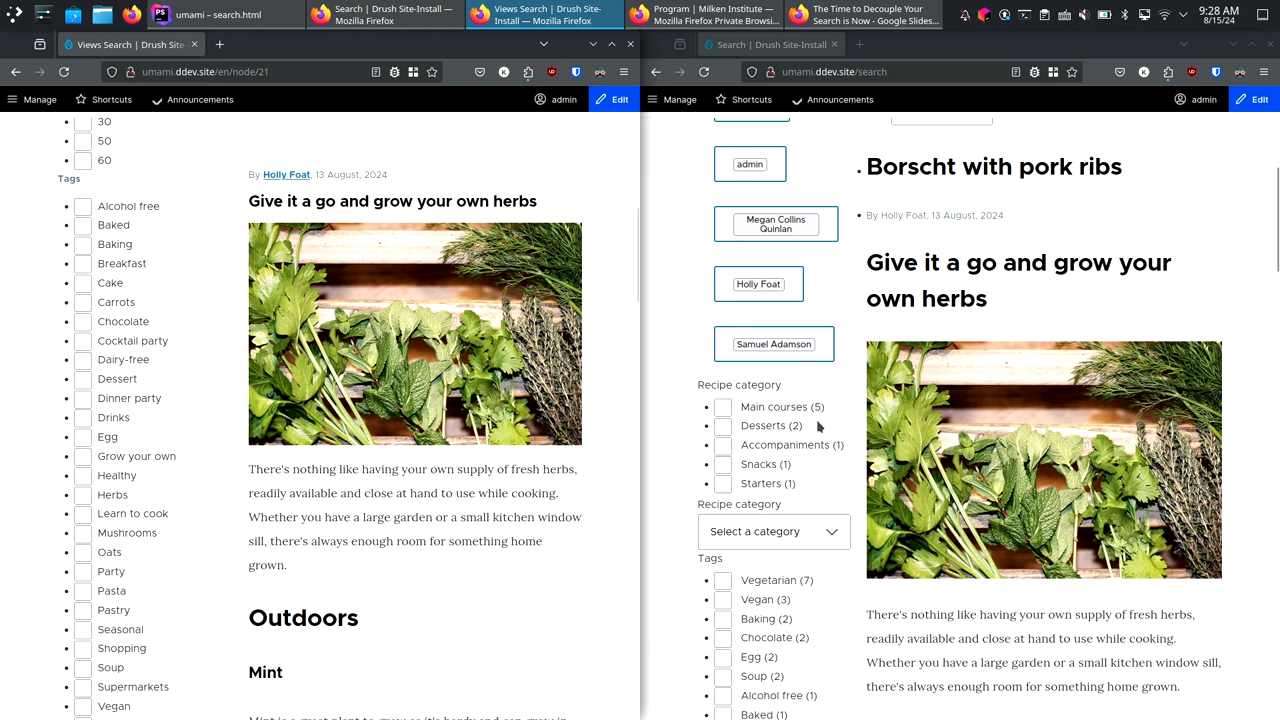 umami – search.html
Search | Drush Site-Install —
Mozilla Firefox
Views Search | Drush Site-
Install — Mozilla Firefox
Program | Milken Institute —
Mozilla Firefox Private Browsi...
The Time to Decouple Your
Search is Now - Google Slides...
9:28 AM
8/15/24
Views Search | Drush Site-
umami.ddev.site/en/node/21
Manage
Shortcuts
Announcements
admin
Edit
30
50
60
Tags
Alcohol free
Baked
Baking
Breakfast
Cake
Carrots
Chocolate
Cocktail party
Dairy-free
Dessert
Dinner party
Drinks
Egg
Grow your own
Healthy
Herbs
Learn to cook
Mushrooms
Oats
Party
Pasta
Pastry
Seasonal
Shopping
Soup
Supermarkets
Vegan
By Holly Foat, 13 August, 2024
Give it a go and grow your own herbs
There's nothing like having your own supply of fresh herbs,
readily available and close at hand to use while cooking.
Whether you have a large garden or a small kitchen window
sill, there's always enough room for something home
grown.
Outdoors
Mint
Search | Drush Site-Install
umami.ddev.site/search
Manage
Shortcuts
Announcements
admin
Edit
admin
Megan Collins
Quinlan
Holly Foat
Samuel Adamson
Recipe category
Main courses (5)
Desserts (2)
Accompaniments (1)
Snacks (1)
Starters (1)
Recipe category
Select a category
Tags
Vegetarian (7)
Vegan (3)
Baking (2)
Chocolate (2)
Egg (2)
Soup (2)
Alcohol free (1)
Baked (1)
Borscht with pork ribs
By Holly Foat, 13 August, 2024
Give it a go and grow your
own herbs
There's nothing like having your own supply of fresh herbs,
readily available and close at hand to use while cooking.
Whether you have a large garden or a small kitchen window sill,
there's always enough room for something home grown.